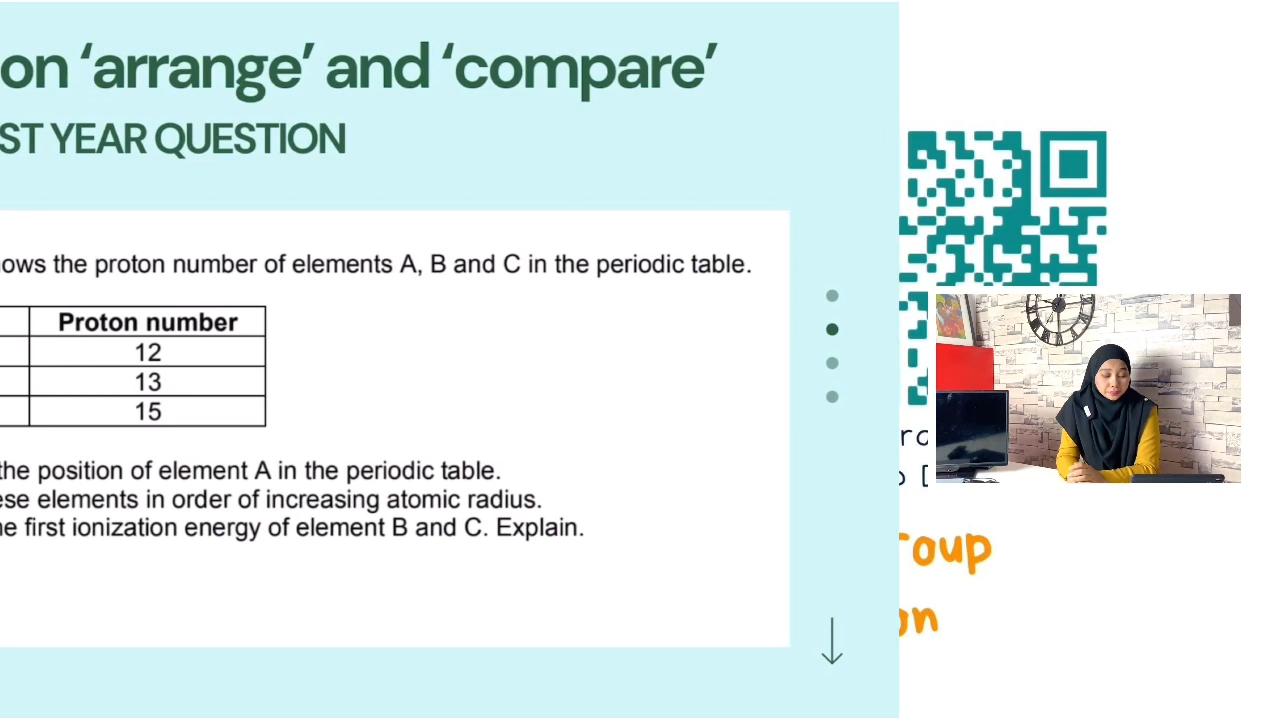 on ‘arrange’ and ‘compare’
ST YEAR QUESTION
ows the proton number of elements A, B and C in the periodic table.
Proton number
12
13
15
the position of element A in the periodic table.
ese elements in order of increasing atomic radius.
he first ionization energy of element B and C. Explain.
roup
on